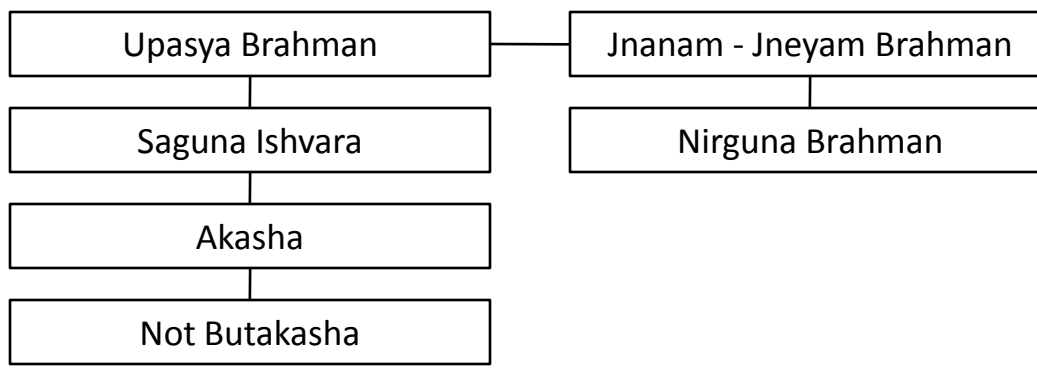 Upasya Brahman
Jnanam - Jneyam Brahman
Saguna Ishvara
Nirguna Brahman
Akasha
Not Butakasha